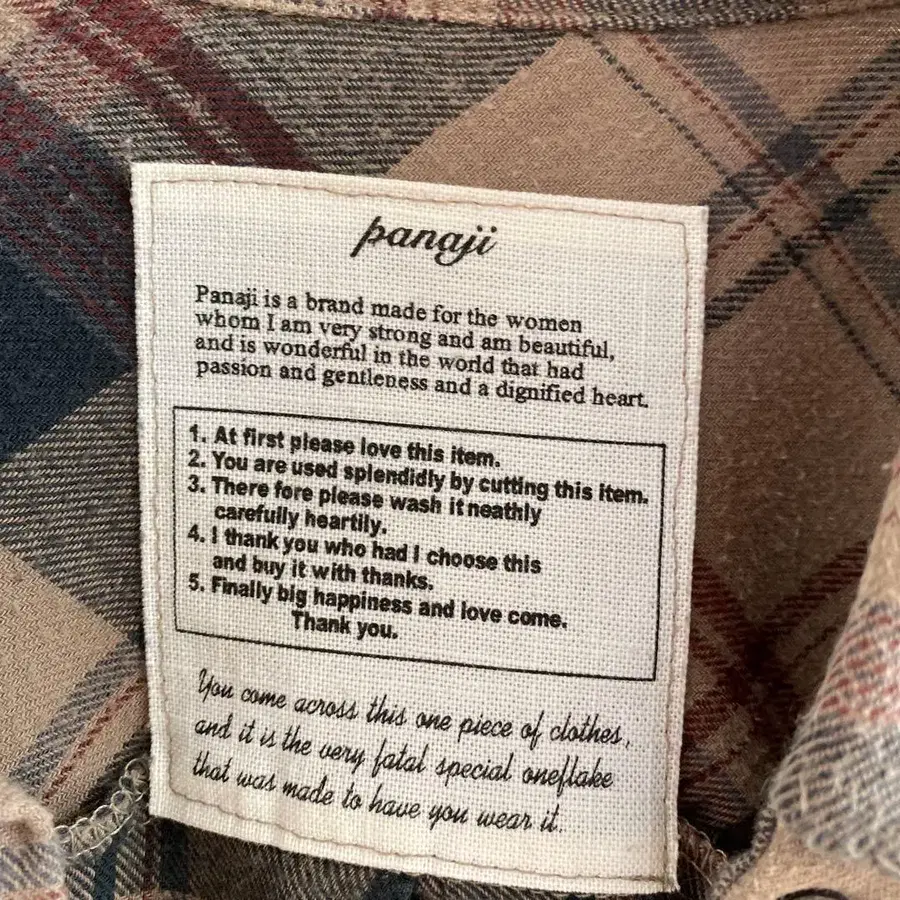 panaji
Panaji is a brand made for the women
whom I am very strong and am beautiful,
and is wonderful in the world that had
passion and gentleness and a dignified heart.
1. At first please love this item.
2. You are used splendidly by cutting this item.
3. There fore please wash it neathly
carefully heartily.
4. I thank you who had I choose this
and buy it with thanks.
5. Finally big happiness and love come.
Thank you.
You come across this one piece of clothes,
and it is the very fatal special oneflake
that was made to have you wear it.